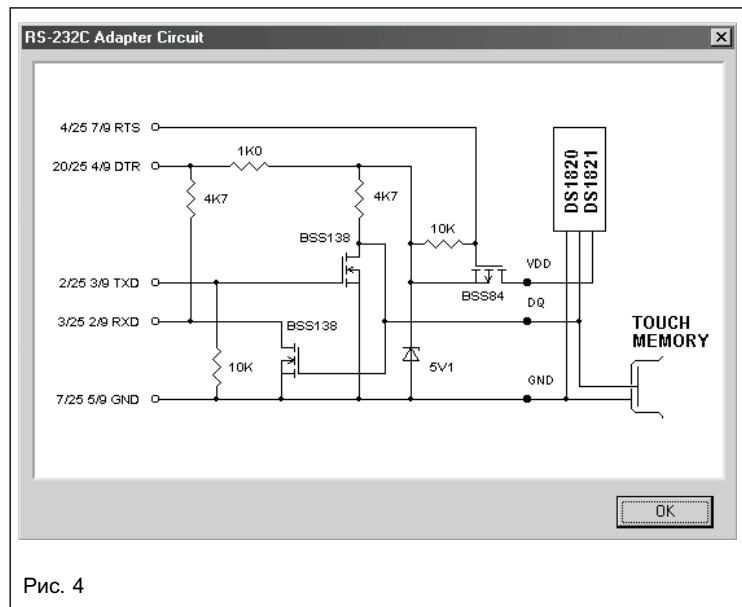 RS-232C Adapter Circuit
4/25 7/9 RTS
1K0
20/25 4/9 DTR
4K7
4K7
10K
DS1820
DS1821
BSS138
VDD
BSS84
2/25 3/9 TXD
DQ
3/25 2/9 RXD
BSS138
TOUCH
MEMORY
10K
5V1
GND
7/25 5/9 GND
OK
Рис. 4